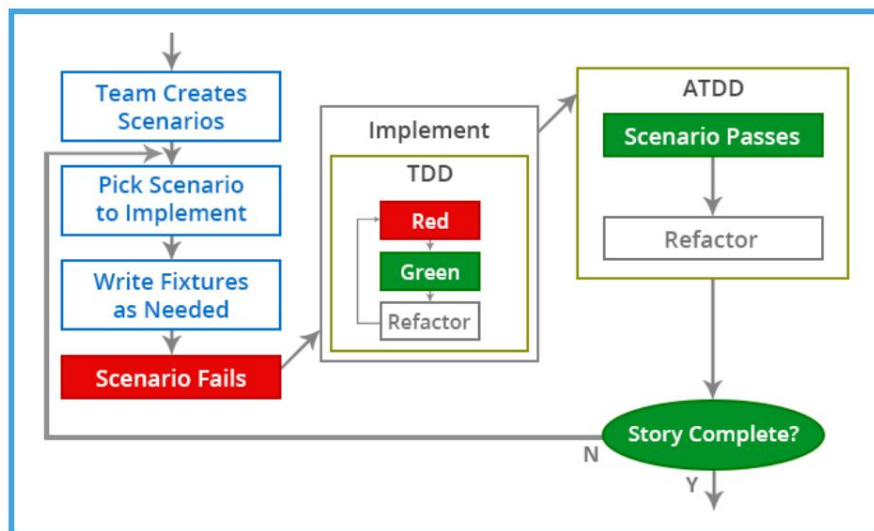 Team Creates
Scenarios
Pick Scenario
to Implement
Write Fixtures
as Needed
Scenario Fails
Implement
TDD
Red
Green
Refactor
ATDD
Scenario Passes
Refactor
Story Complete?
N
Y